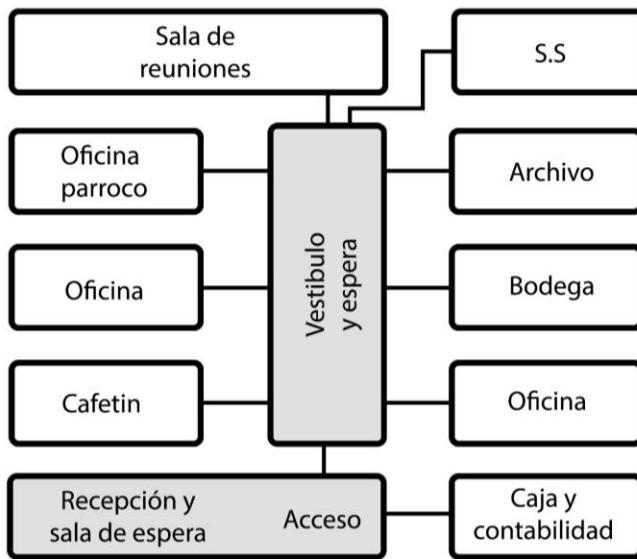 Sala de
reuniones
S.S
Oficina
parroco
Archivo
Vestibulo
y espera
Oficina
Bodega
Cafetin
Oficina
Recepción y
sala de espera
Acceso
Caja y
contabilidad